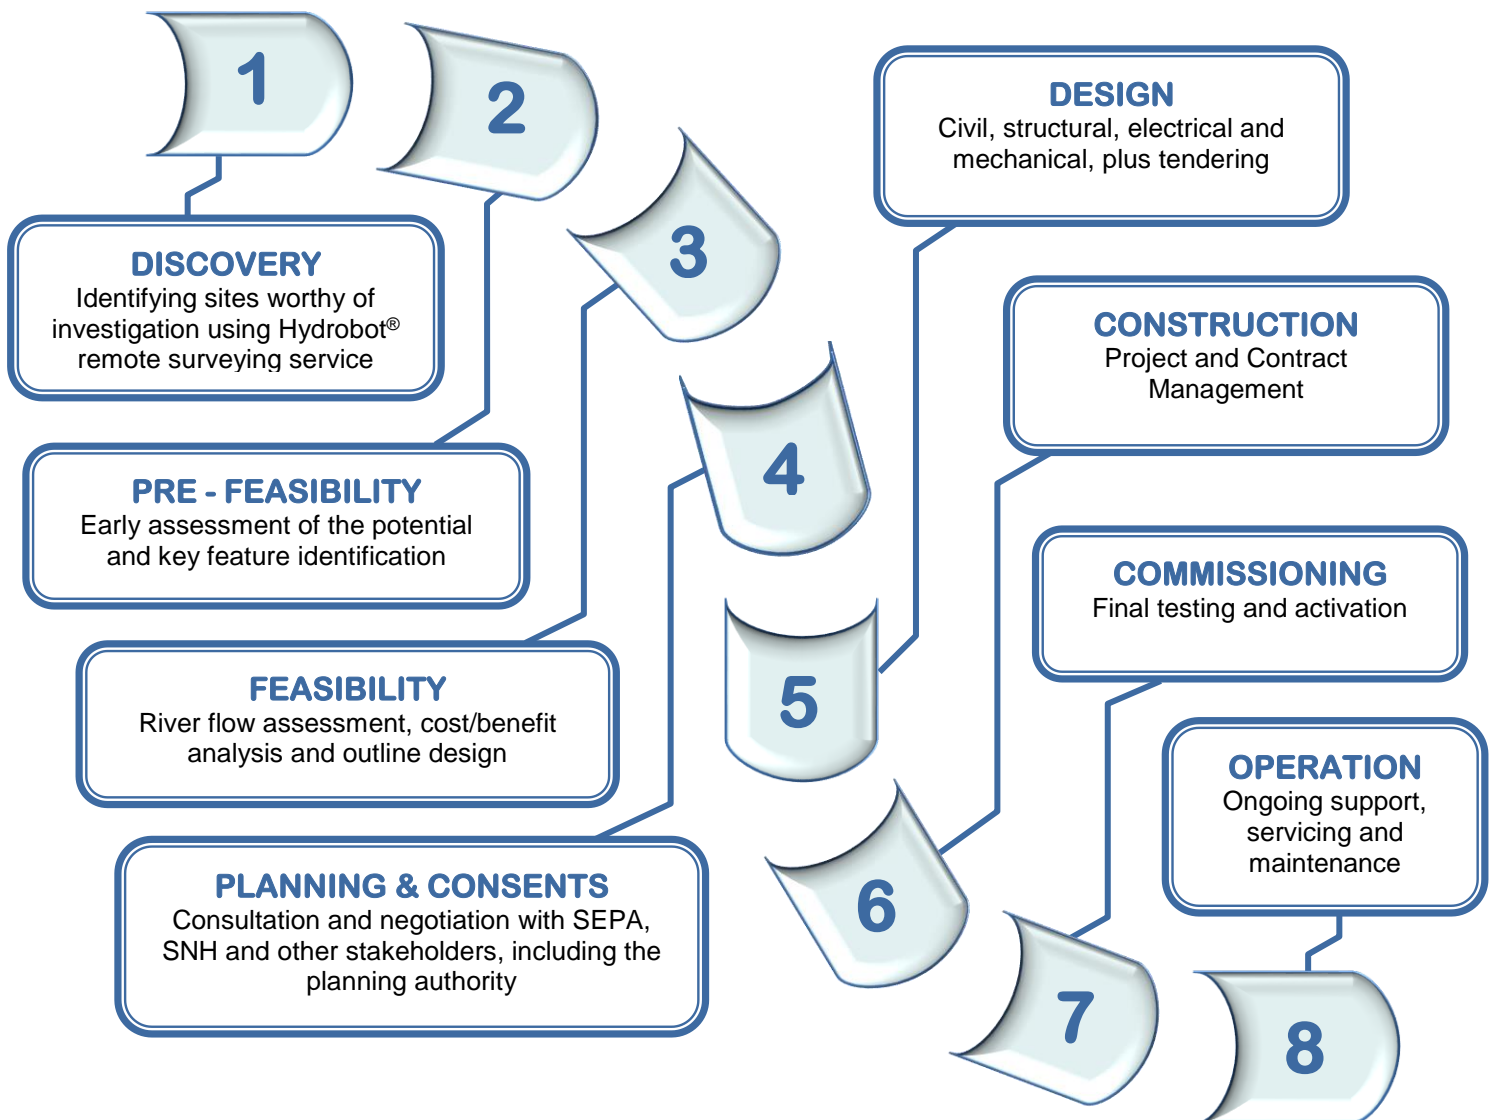 1
DISCOVERY
Identifying sites worthy of
investigation using Hydrobot®
remote surveying service
2
PRE - FEASIBILITY
Early assessment of the potential
and key feature identification
3
FEASIBILITY
River flow assessment, cost/benefit
analysis and outline design
4
PLANNING & CONSENTS
Consultation and negotiation with SEPA,
SNH and other stakeholders, including the
planning authority
5
DESIGN
Civil, structural, electrical and
mechanical, plus tendering
6
CONSTRUCTION
Project and Contract
Management
7
COMMISSIONING
Final testing and activation
8
OPERATION
Ongoing support,
servicing and
maintenance